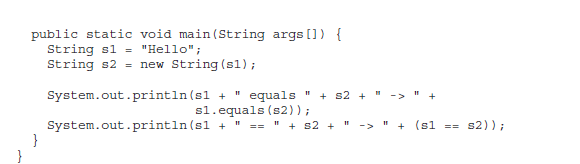 public static void main(String args[]) {
String s1 = "Hello";
String s2 = new String(s1);
System.out.println(s1 + " equals " + s2 + " -> " +
s1.equals(s2));
System.out.println(s1 + " == " + s2 + " -> " + (s1 == s2));
}
}